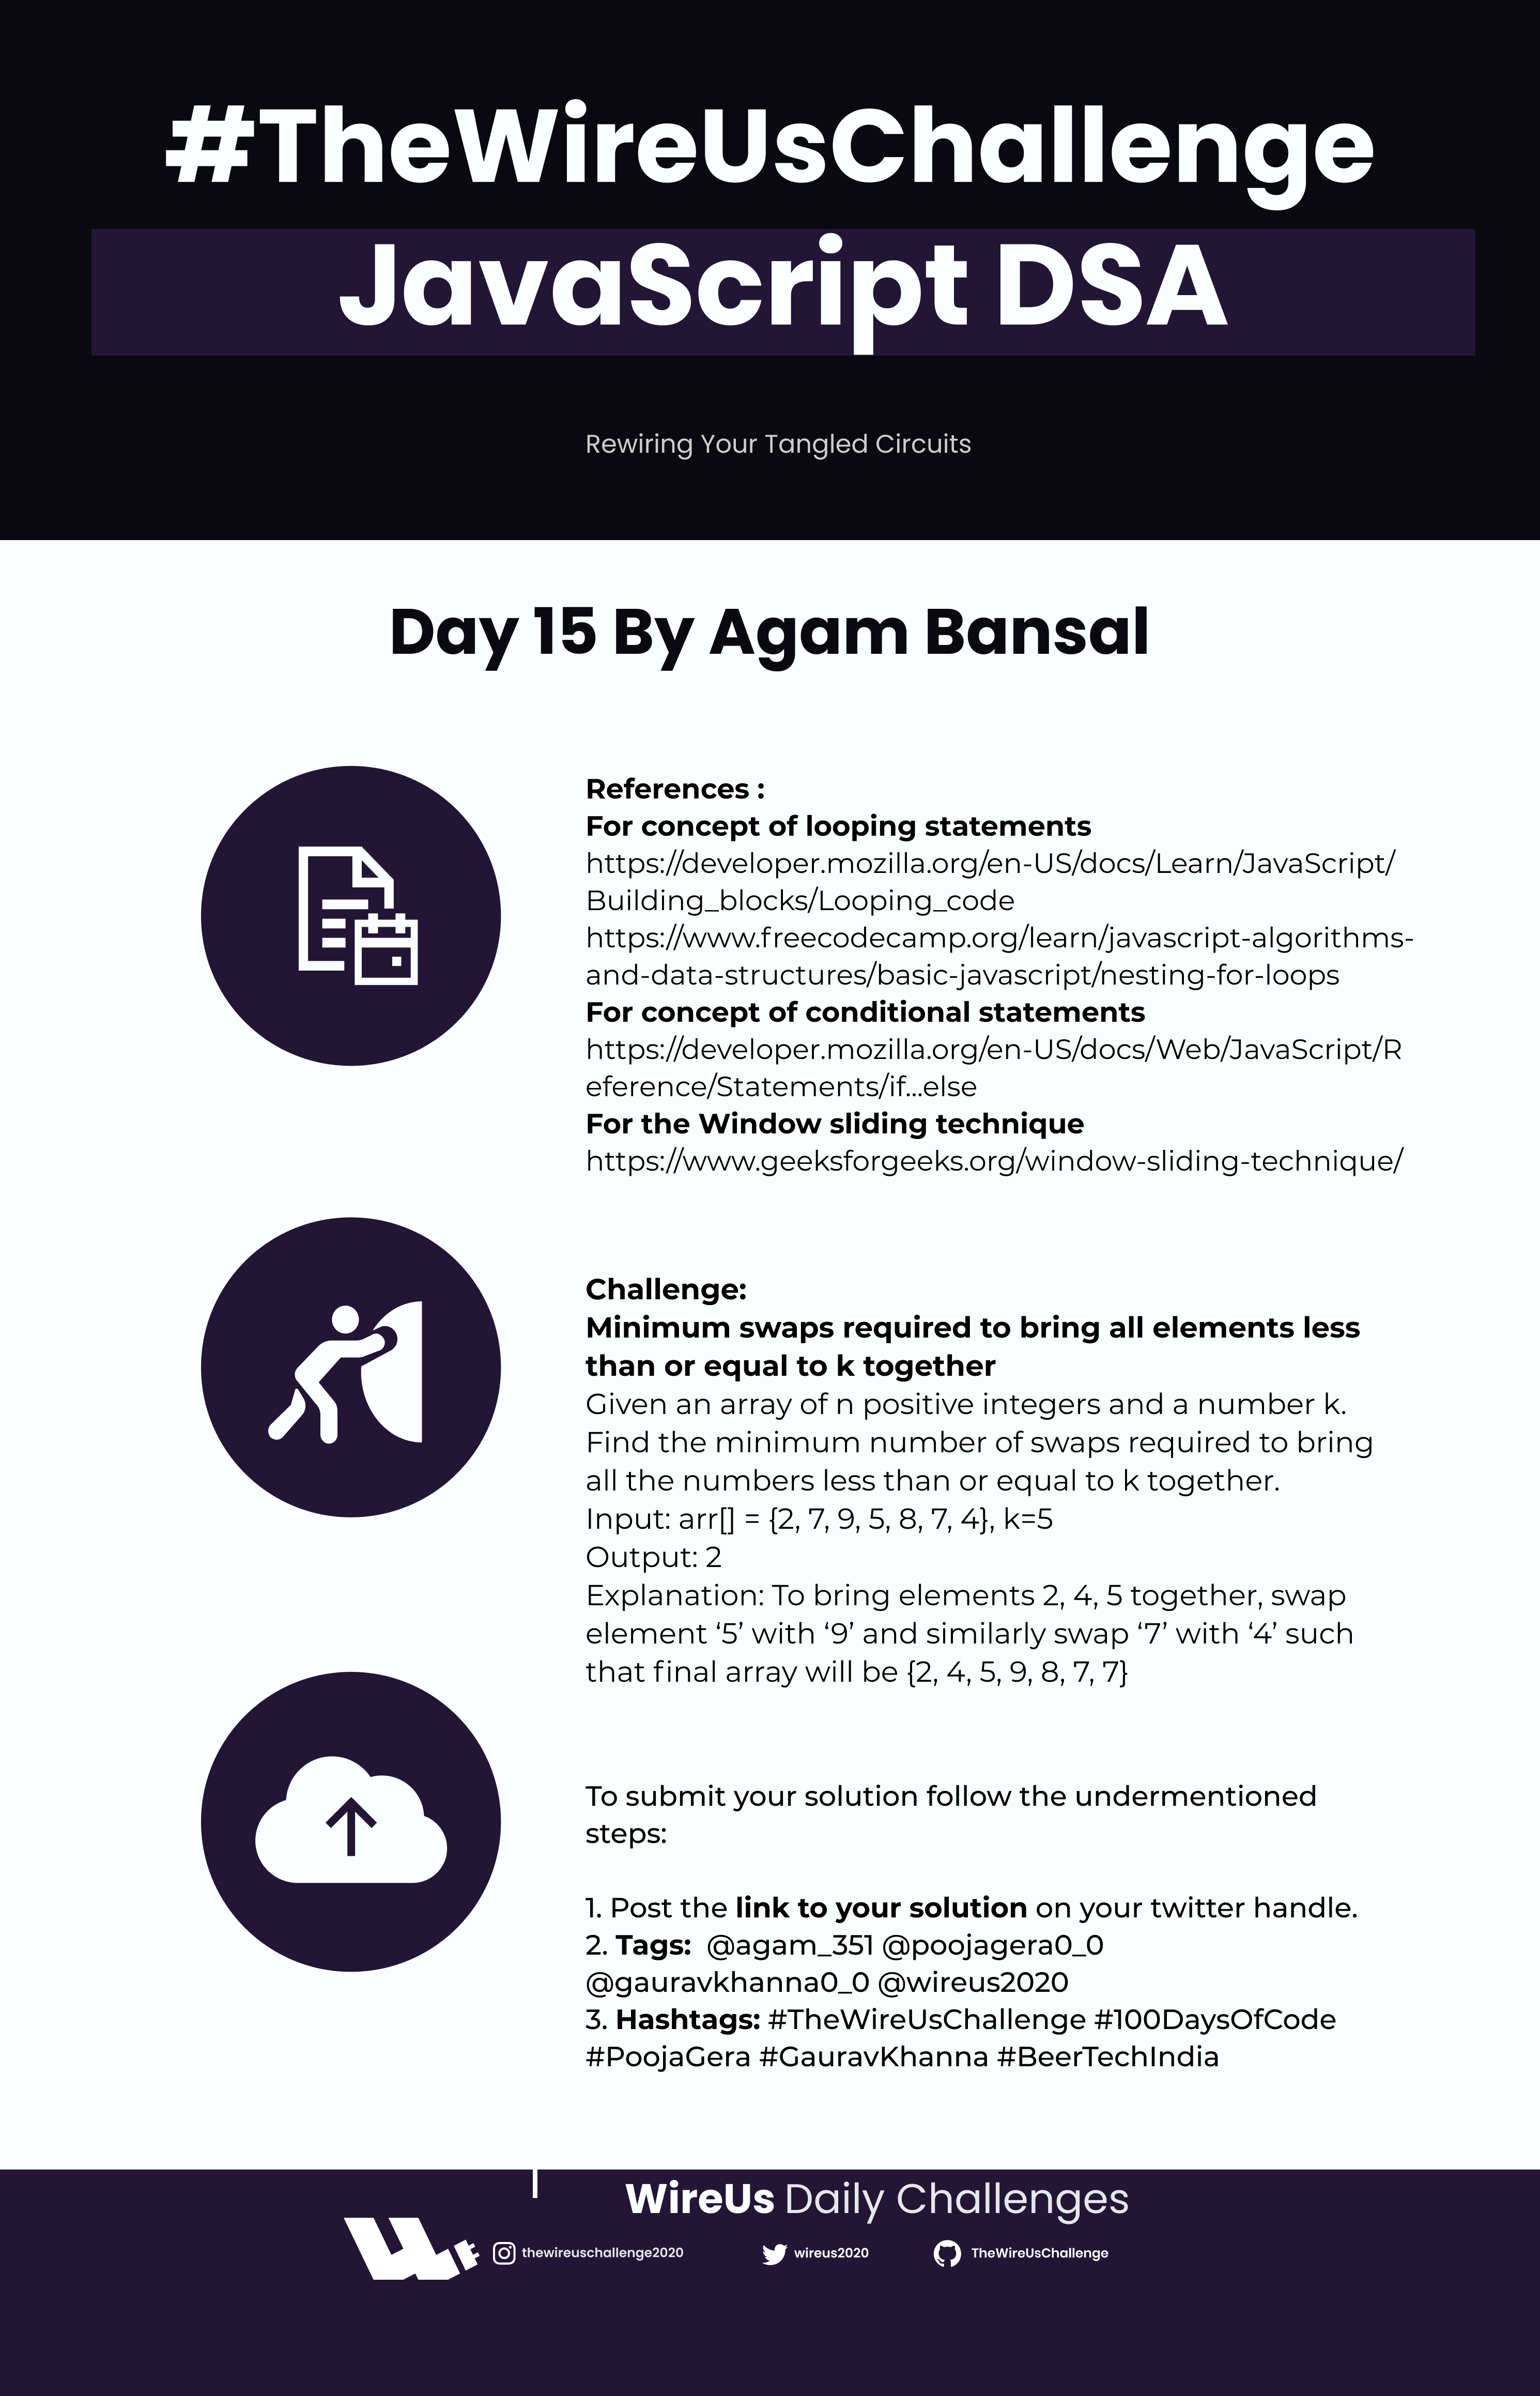 #TheWireUsChallenge
JavaScript DSA
Rewiring Your Tangled Circuits
Day 15 By Agam Bansal
References :
For concept of looping statements
https://developer.mozilla.org/en-US/docs/Learn/JavaScript/
Building_blocks/Looping_code
https://www.freecodecamp.org/learn/javascript-algorithms-
and-data-structures/basic-javascript/nesting-for-loops
For concept of conditional statements
https://developer.mozilla.org/en-US/docs/Web/JavaScript/R
eference/Statements/if...else
For the Window sliding technique
https://www.geeksforgeeks.org/window-sliding-technique/
Challenge:
Minimum swaps required to bring all elements less
than or equal to k together
Given an array of n positive integers and a number k.
Find the minimum number of swaps required to bring
all the numbers less than or equal to k together.
Input: arr[] = {2, 7, 9, 5, 8, 7, 4}, k=5
Output: 2
Explanation: To bring elements 2, 4, 5 together, swap
element ‘5’ with ‘9’ and similarly swap ‘7’ with ‘4’ such
that final array will be {2, 4, 5, 9, 8, 7, 7}
To submit your solution follow the undermentioned
steps:
1. Post the link to your solution on your twitter handle.
2. Tags: @agam_351 @poojagera0_0
@gauravkhanna0_0 @wireus2020
3. Hashtags: #TheWireUsChallenge #100DaysOfCode
#PoojaGera #GauravKhanna #BeerTechIndia
WireUs Daily Challenges
thewireuschallenge2020 wireus2020 TheWireUsChallenge